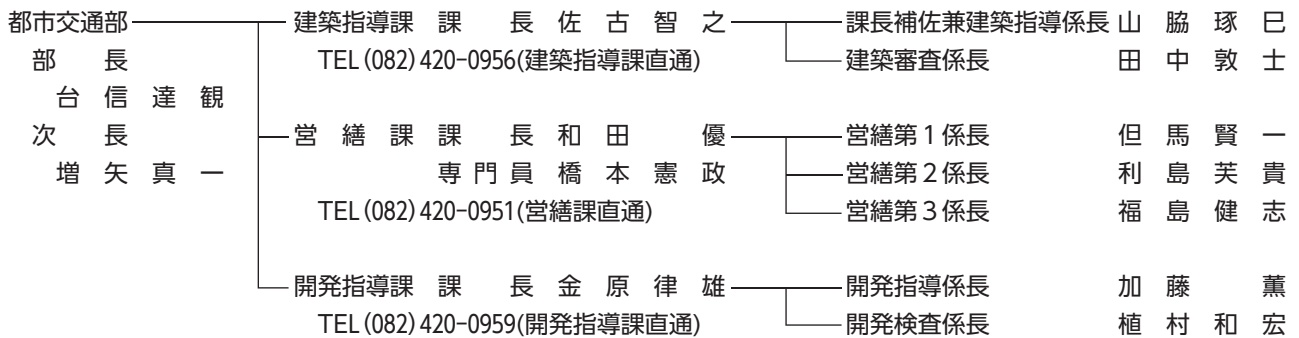 都市交通部 建築指導課 課長 佐古智之 課長補佐兼建築指導係長 山脇琢巳
部長 TEL(082)420-0956(建築指導課直通) 建築審査係長 田中敦士
台信達観
次長 営繕課 課長 和田優 営繕第1係長 但馬賢一
増矢真一 専門員 橋本憲政 営繕第2係長 利島芙貴
TEL(082)420-0951(営繕課直通) 営繕第3係長 福島健志
開発指導課 課長 金原律雄 開発指導係長 加藤薫
TEL(082)420-0959(開発指導課直通) 開発検査係長 植村和宏